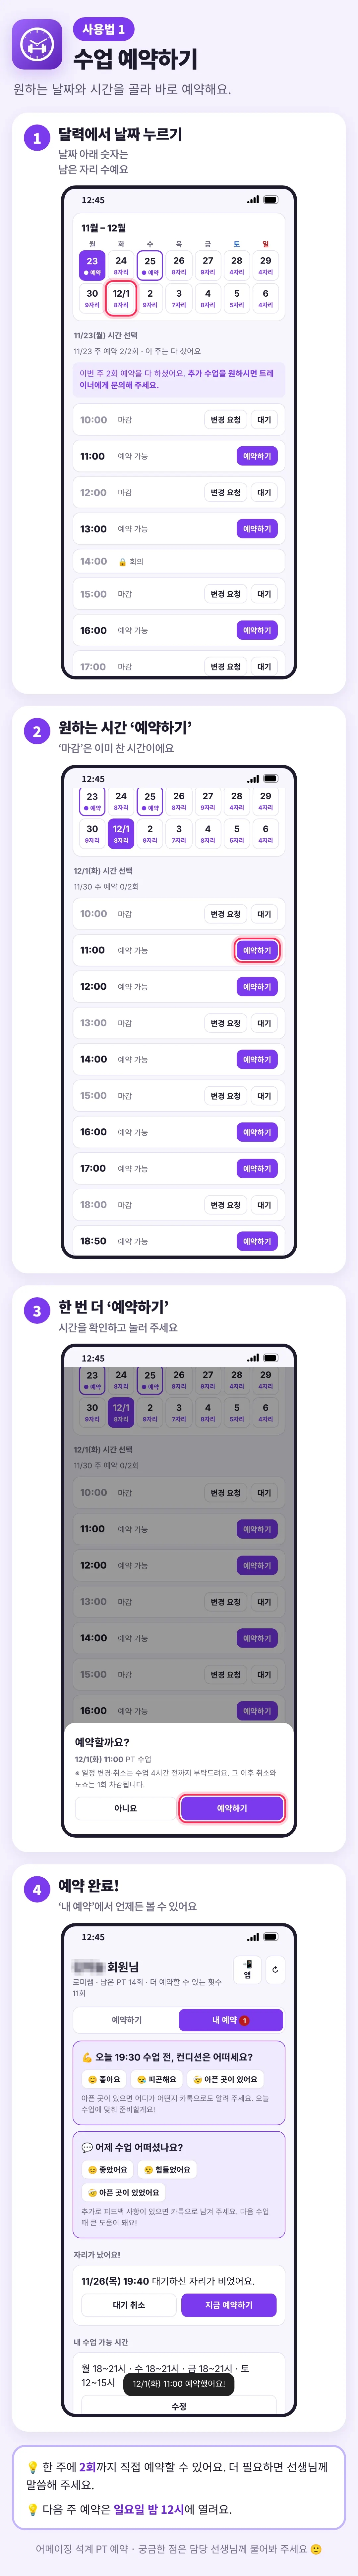 사용법 1
수업 예약하기
원하는 날짜와 시간을 골라 바로 예약해요.
1
달력에서 날짜 누르기
날짜 아래 숫자는
남은 자리 수예요
12:45
11월 – 12월
월 화 수 목 금 토 일
23 24 25 26 27 28 29
● 예약 8자리 ● 예약 8자리 9자리 4자리 4자리
30 12/1 2 3 4 5 6
9자리 8자리 9자리 7자리 8자리 5자리 9자리
11/23(월) 시간 선택
11/23 주 예약 2/2회 · 이 주는 다 찼어요
이번 주 2회 예약을 다 하셨어요. 추가 수업을 원하시면 트레
이너에게 문의해 주세요.
10:00 마감 변경 요청 대기
11:00 예약 가능 예약하기
12:00 마감 변경 요청 대기
13:00 예약 가능 예약하기
14:00 🔒 회의
15:00 마감 변경 요청 대기
16:00 예약 가능 예약하기
17:00 마감 변경 요청 대기
2
원하는 시간 ‘예약하기’
‘마감’은 이미 찬 시간이에요
12:45
23 24 25 26 27 28 29
● 예약 8자리 ● 예약 8자리 9자리 4자리 4자리
30 12/1 2 3 4 5 6
9자리 8자리 9자리 7자리 8자리 5자리 9자리
12/1(화) 시간 선택
11/30 주 예약 0/2회
10:00 마감 변경 요청 대기
11:00 예약 가능 예약하기
12:00 예약 가능 예약하기
13:00 마감 변경 요청 대기
14:00 예약 가능 예약하기
15:00 마감 변경 요청 대기
16:00 예약 가능 예약하기
17:00 예약 가능 예약하기
18:00 마감 변경 요청 대기
18:50 예약 가능 예약하기
3
한 번 더 ‘예약하기’
시간을 확인하고 눌러 주세요
12:45
23 24 25 26 27 28 29
● 예약 8자리 ● 예약 8자리 9자리 4자리 4자리
30 12/1 2 3 4 5 6
9자리 8자리 9자리 7자리 8자리 5자리 9자리
12/1(화) 시간 선택
11/30 주 예약 0/2회
10:00 마감 변경 요청 대기
11:00 예약 가능 예약하기
12:00 예약 가능 예약하기
13:00 마감 변경 요청 대기
14:00 예약 가능 예약하기
15:00 마감 변경 요청 대기
16:00 예약 가능 예약하기
예약할까요?
12/1(화) 11:00 PT 수업
※ 일정 변경·취소는 수업 4시간 전까지 부탁드려요. 그 이후 취소와
노쇼는 1회 차감됩니다.
아니요 예약하기
4
예약 완료!
‘내 예약’에서 언제든 볼 수 있어요
12:45
회원님
📲 앱 ↻
로미쌤 · 남은 PT 14회 · 더 예약할 수 있는 횟수
11회
예약하기 내 예약 1
💪 오늘 19:30 수업 전, 컨디션은 어떠세요?
😊 좋아요 😪 피곤해요 🤕 아픈 곳이 있어요
아픈 곳이 있으면 어디가 어떤지 카톡으로도 알려 주세요. 오늘
수업에 맞춰 준비할게요!
💬 어제 수업 어떠셨나요?
😊 좋았어요 😮‍💨 힘들었어요
🤕 아픈 곳이 있었어요
추가로 피드백 사항이 있으면 카톡으로 남겨 주세요. 다음 수업
때 큰 도움이 돼요!
자리가 났어요!
11/26(목) 19:40 대기하신 자리가 비었어요.
대기 취소 지금 예약하기
내 수업 가능 시간
월 18~21시 · 수 18~21시 · 금 18~21시 · 토
12~15시
12/1(화) 11:00 예약했어요!
수정
💡 한 주에 2회까지 직접 예약할 수 있어요. 더 필요하면 선생님께
말씀해 주세요.
💡 다음 주 예약은 일요일 밤 12시에 열려요.
어메이징 석계 PT 예약 · 궁금한 점은 담당 선생님께 물어봐 주세요 🙂